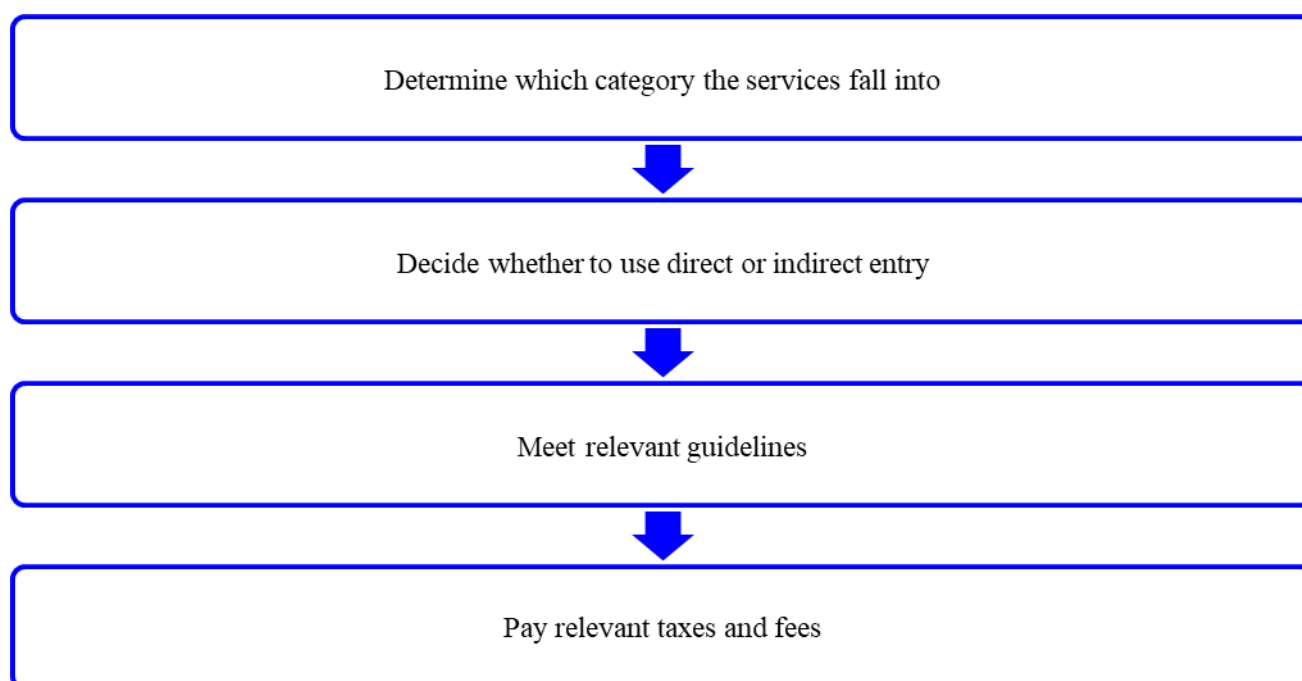 Determine which category the services fall into
Decide whether to use direct or indirect entry
Meet relevant guidelines
Pay relevant taxes and fees